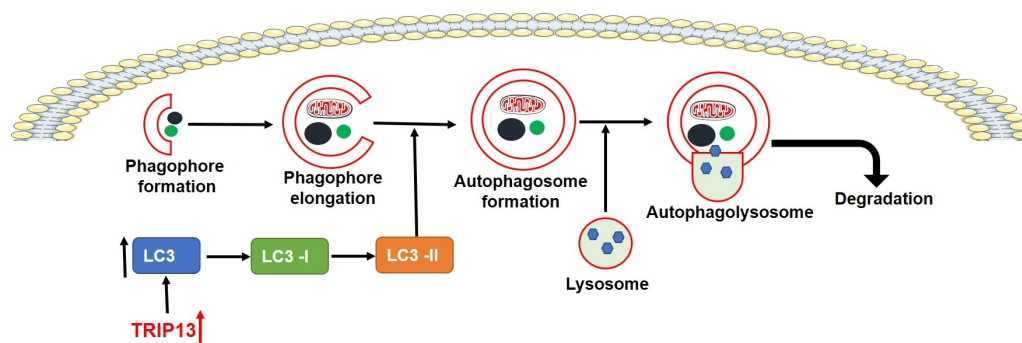 Phagophore
formation
Phagophore
elongation
Autophagosome
formation
Autophagolysosome
Degradation
LC3
LC3 -I
LC3 -II
Lysosome
TRIP13